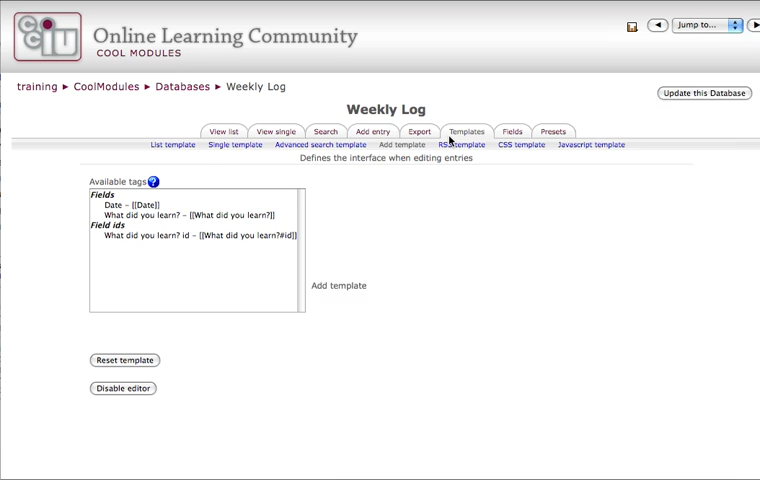 CCCiU
Online Learning Community
COOL MODULES
Jump to...
training ► CoolModules ► Databases ► Weekly Log
Update this Database
Weekly Log
View list View single Search Add entry Export Templates Fields Presets
List template Single template Advanced search template Add template RSS template CSS template Javascript template
Defines the interface when editing entries
Available tags ?
Fields
Date - [[Date]]
What did you learn? - [[What did you learn?]]
Field ids
What did you learn? id - [[What did you learn?#id]]
Add template
Reset template
Disable editor